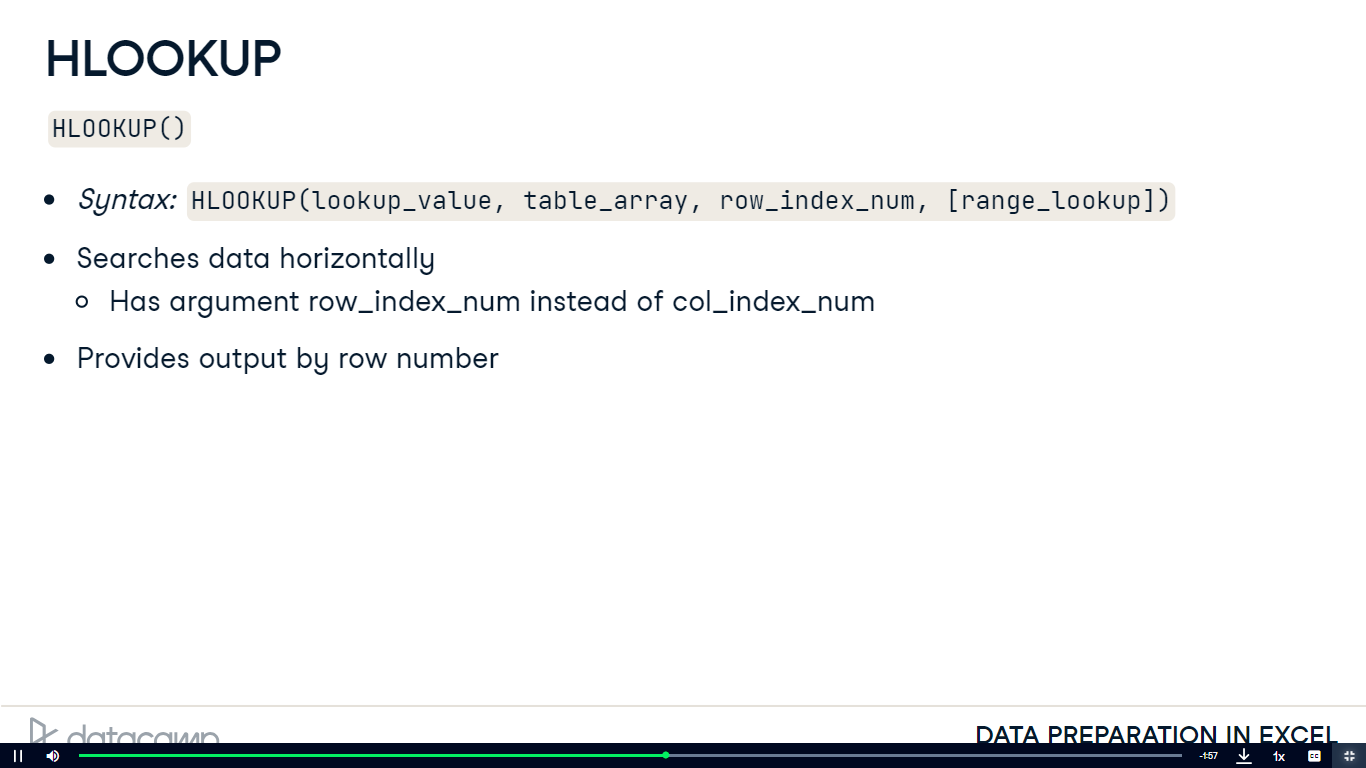 HLOOKUP
HLOOKUP()
Syntax: HLOOKUP(lookup_value, table_array, row_index_num, [range_lookup])
Searches data horizontally
Has argument row_index_num instead of col_index_num
Provides output by row number
datacamp
DATA PREPARATION IN EXCEL
-1:57
1x
CC